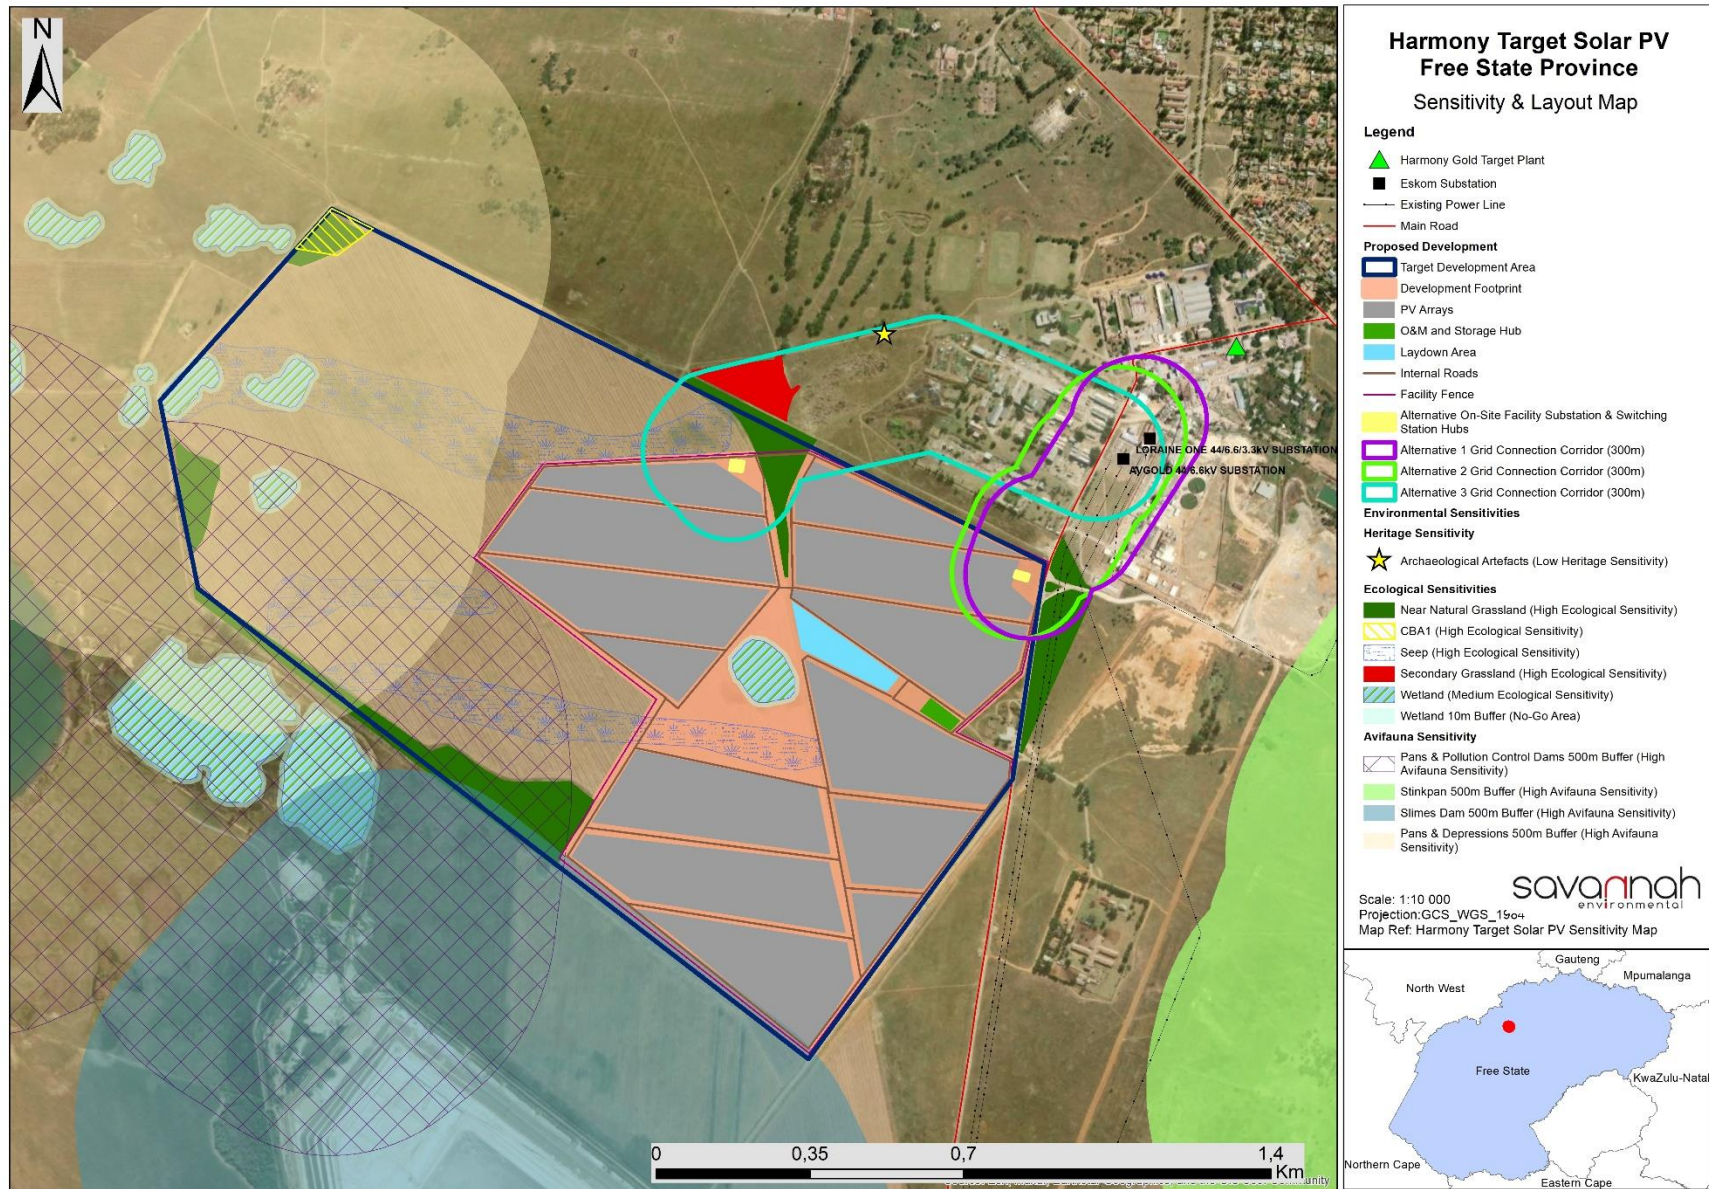 N
LORAINE ONE 44/6.6/3.3kV SUBSTATION
AVGOLD 44/6.6kV SUBSTATION
0
0,35
0,7
1,4
Km
Harmony Target Solar PV
Free State Province
Sensitivity & Layout Map
Legend
Harmony Gold Target Plant
Eskom Substation
Existing Power Line
Main Road
Proposed Development
Target Development Area
Development Footprint
PV Arrays
O&M and Storage Hub
Laydown Area
Internal Roads
Facility Fence
Alternative On-Site Facility Substation & Switching
Station Hubs
Alternative 1 Grid Connection Corridor (300m)
Alternative 2 Grid Connection Corridor (300m)
Alternative 3 Grid Connection Corridor (300m)
Environmental Sensitivities
Heritage Sensitivity
Archaeological Artefacts (Low Heritage Sensitivity)
Ecological Sensitivities
Near Natural Grassland (High Ecological Sensitivity)
CBA1 (High Ecological Sensitivity)
Seep (High Ecological Sensitivity)
Secondary Grassland (High Ecological Sensitivity)
Wetland (Medium Ecological Sensitivity)
Wetland 10m Buffer (No-Go Area)
Avifauna Sensitivity
Pans & Pollution Control Dams 500m Buffer (High
Avifauna Sensitivity)
Stinkpan 500m Buffer (High Avifauna Sensitivity)
Slimes Dam 500m Buffer (High Avifauna Sensitivity)
Pans & Depressions 500m Buffer (High Avifauna
Sensitivity)
savannah
environmental
Scale: 1:10 000
Projection:GCS_WGS_1984
Map Ref: Harmony Target Solar PV Sensitivity Map
Gauteng
Mpumalanga
North West
Free State
KwaZulu-Natal
Northern Cape
Eastern Cape